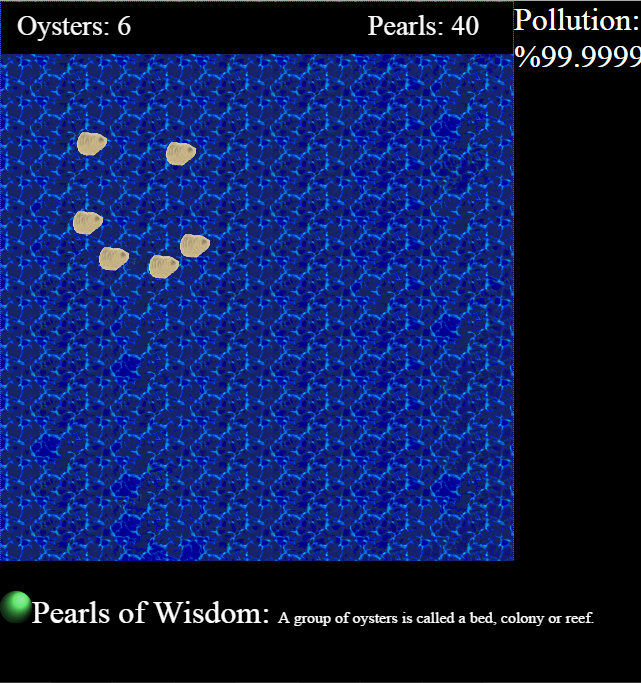 Oysters: 6
Pearls: 40
Pollution:
%99.9999
Pearls of Wisdom: A group of oysters is called a bed, colony or reef.